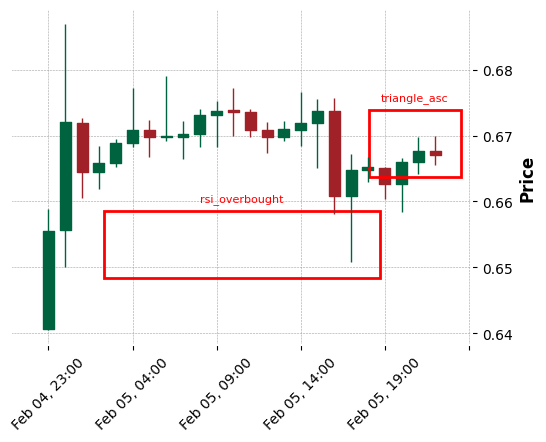 triangle_asc
rsi_overbought
0.68
0.67
0.66
0.65
0.64
Price
Feb 04, 23:00
Feb 05, 04:00
Feb 05, 09:00
Feb 05, 14:00
Feb 05, 19:00